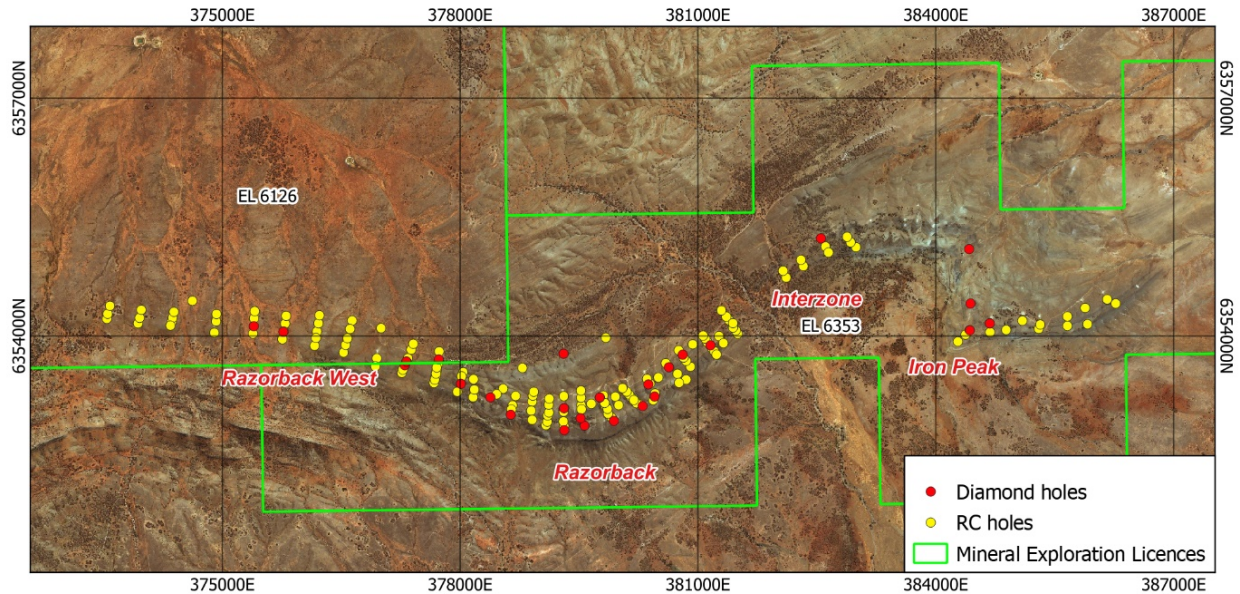 375000E 378000E 381000E 384000E 387000E
6357000N
6357000N
EL 6126
Interzone
EL 6353
6354000N
6354000N
Iron Peak
Razorback West
Razorback
Diamond holes
RC holes
Mineral Exploration Licences
375000E 378000E 381000E 384000E 387000E